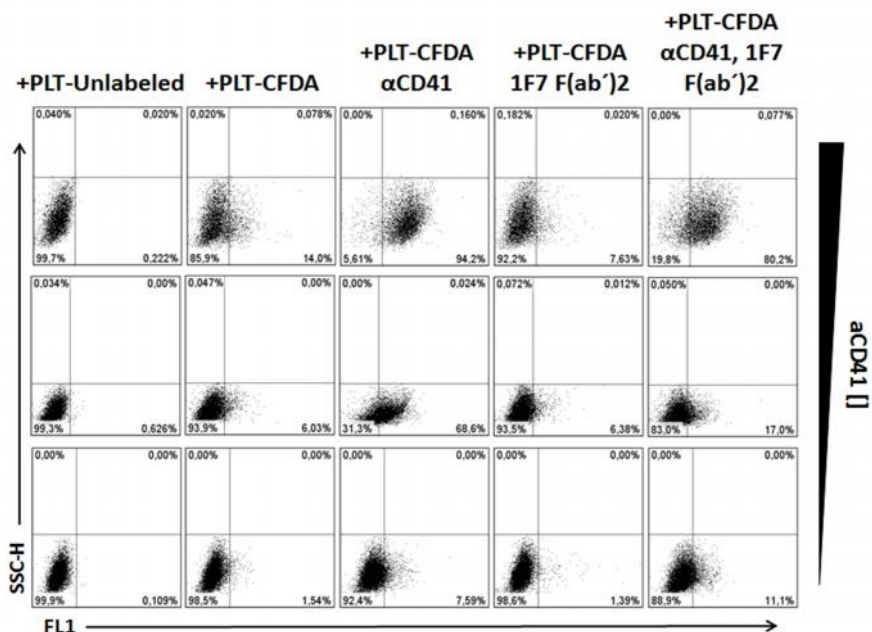 +PLT-Unlabeled
+PLT-CFDA
+PLT-CFDA
αCD41
+PLT-CFDA
1F7 F(ab´)2
+PLT-CFDA
αCD41, 1F7
F(ab´)2
0,040% 0,020%
99,7% 0,222%
0,020% 0,078%
85,9% 14,0%
0,00% 0,160%
5,61% 94,2%
0,182% 0,020%
92,2% 7,63%
0,00% 0,077%
19,8% 80,2%
0,034% 0,00%
99,3% 0,626%
0,047% 0,00%
93,9% 6,03%
0,00% 0,024%
31,3% 68,6%
0,072% 0,012%
93,5% 6,38%
0,050% 0,00%
83,0% 17,0%
0,00% 0,00%
99,9% 0,109%
0,00% 0,00%
98,5% 1,54%
0,00% 0,00%
92,4% 7,59%
0,00% 0,00%
98,6% 1,39%
0,00% 0,00%
88,9% 11,1%
aCD41 []
SSC-H
FL1